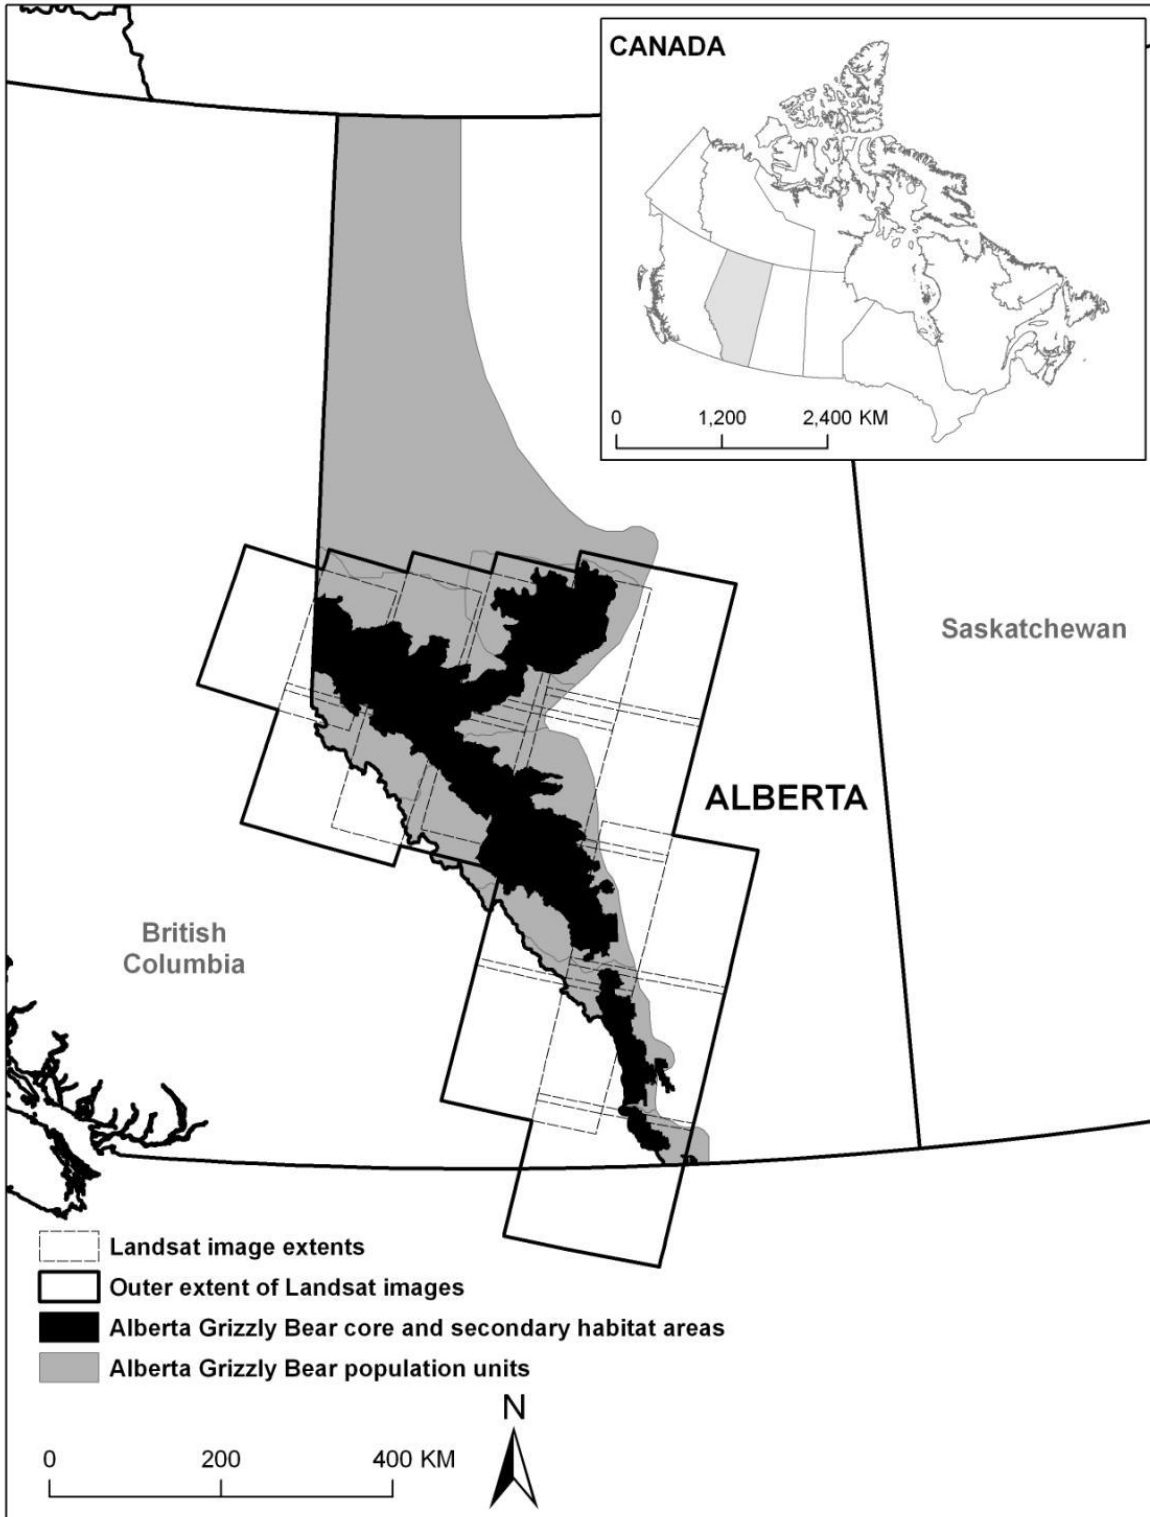 CANADA
0 1,200 2,400 KM
Saskatchewan
ALBERTA
British
Columbia
Landsat image extents
Outer extent of Landsat images
Alberta Grizzly Bear core and secondary habitat areas
Alberta Grizzly Bear population units
N
0 200 400 KM